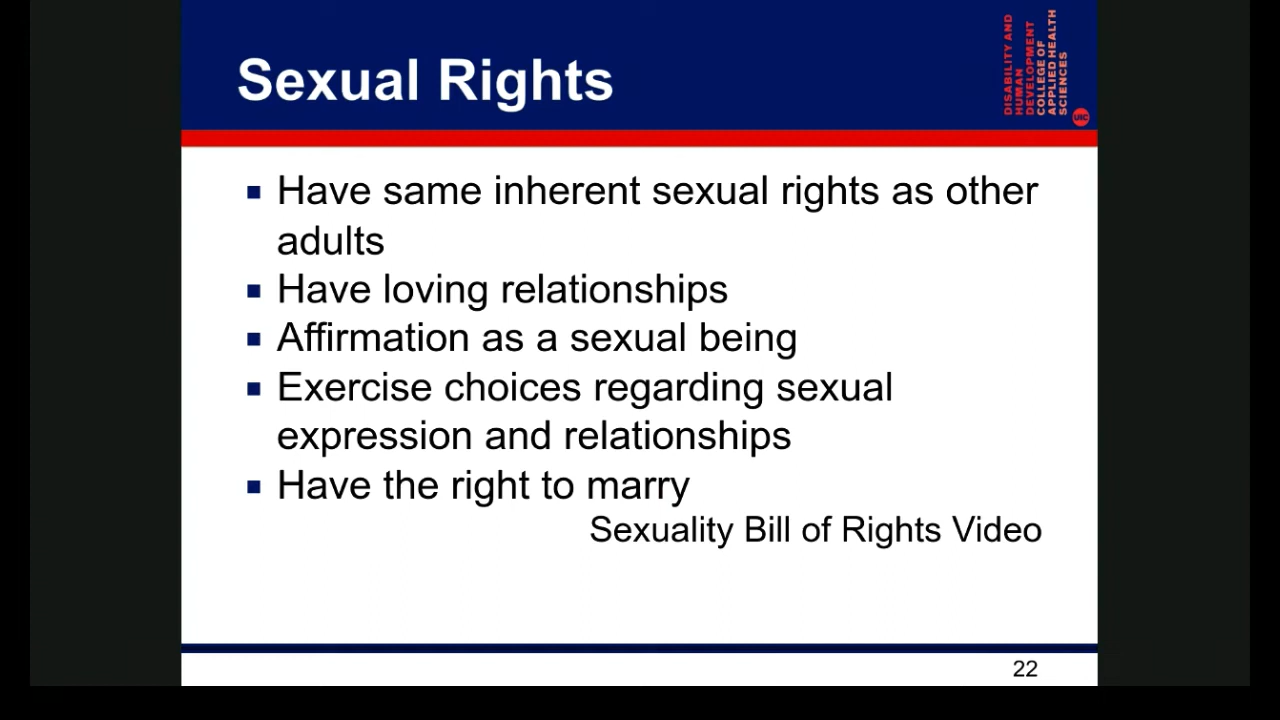 Sexual Rights
DISABILITY AND
HUMAN
DEVELOPMENT
COLLEGE OF
APPLIED HEALTH
SCIENCES
UIC
▪ Have same inherent sexual rights as other
adults
▪ Have loving relationships
▪ Affirmation as a sexual being
▪ Exercise choices regarding sexual
expression and relationships
▪ Have the right to marry
Sexuality Bill of Rights Video
22